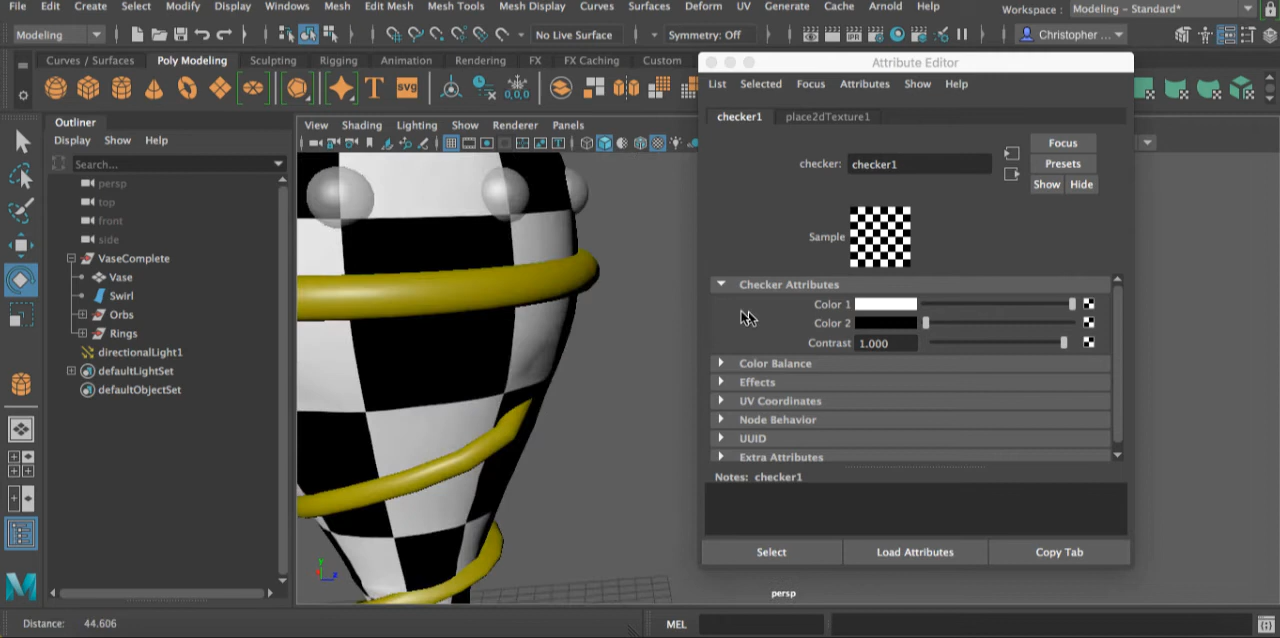 File Edit Create Select Modify Display Windows Mesh Edit Mesh Mesh Tools Mesh Display Curves Surfaces Deform UV Generate Cache Arnold Help Workspace : Modeling - Standard*
Modeling No Live Surface Symmetry: Off Christopher ...
Curves / Surfaces Poly Modeling Sculpting Rigging Animation Rendering FX FX Caching Custom
T SVG 0,0,0
Attribute Editor
List Selected Focus Attributes Show Help
checker1 place2dTexture1
checker: checker1
Focus
Presets
Show Hide
Sample
Checker Attributes
Color 1
Color 2
Contrast 1.000
Color Balance
Effects
UV Coordinates
Node Behavior
UUID
Extra Attributes
Notes: checker1
Select Load Attributes Copy Tab
Outliner
Display Show Help
Search...
persp
top
front
side
VaseComplete
Vase
Swirl
Orbs
Rings
directionalLight1
defaultLightSet
defaultObjectSet
View Shading Lighting Show Renderer Panels
persp
Distance: 44.606 MEL